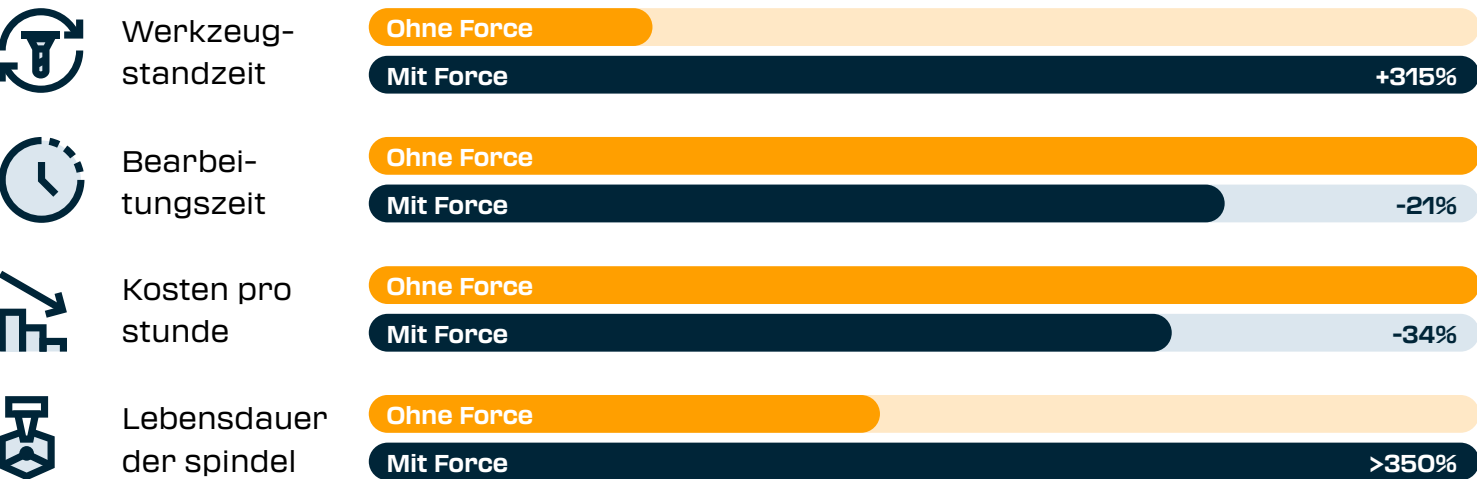 Werkzeug-
standzeit
Ohne Force
Mit Force +315%
Bearbei-
tungszeit
Ohne Force
Mit Force -21%
Kosten pro
stunde
Ohne Force
Mit Force -34%
Lebensdauer
der spindel
Ohne Force
Mit Force >350%